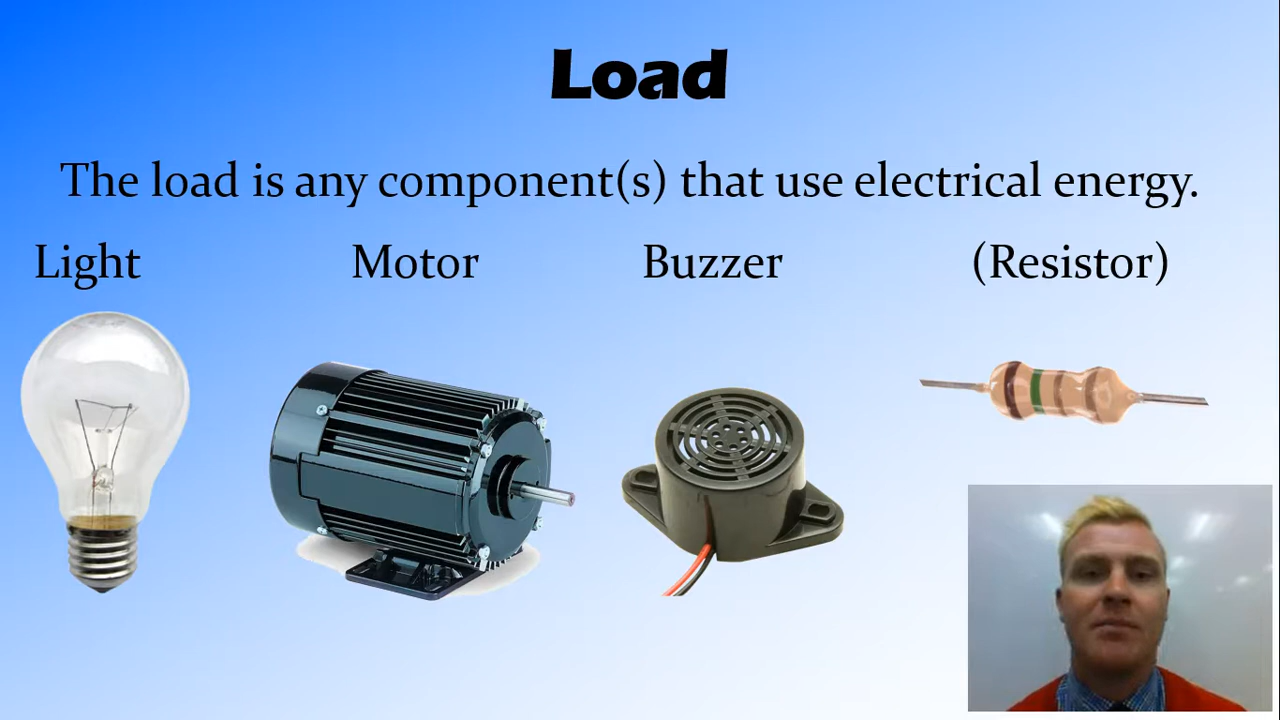 Load
The load is any component(s) that use electrical energy.
Light Motor Buzzer (Resistor)